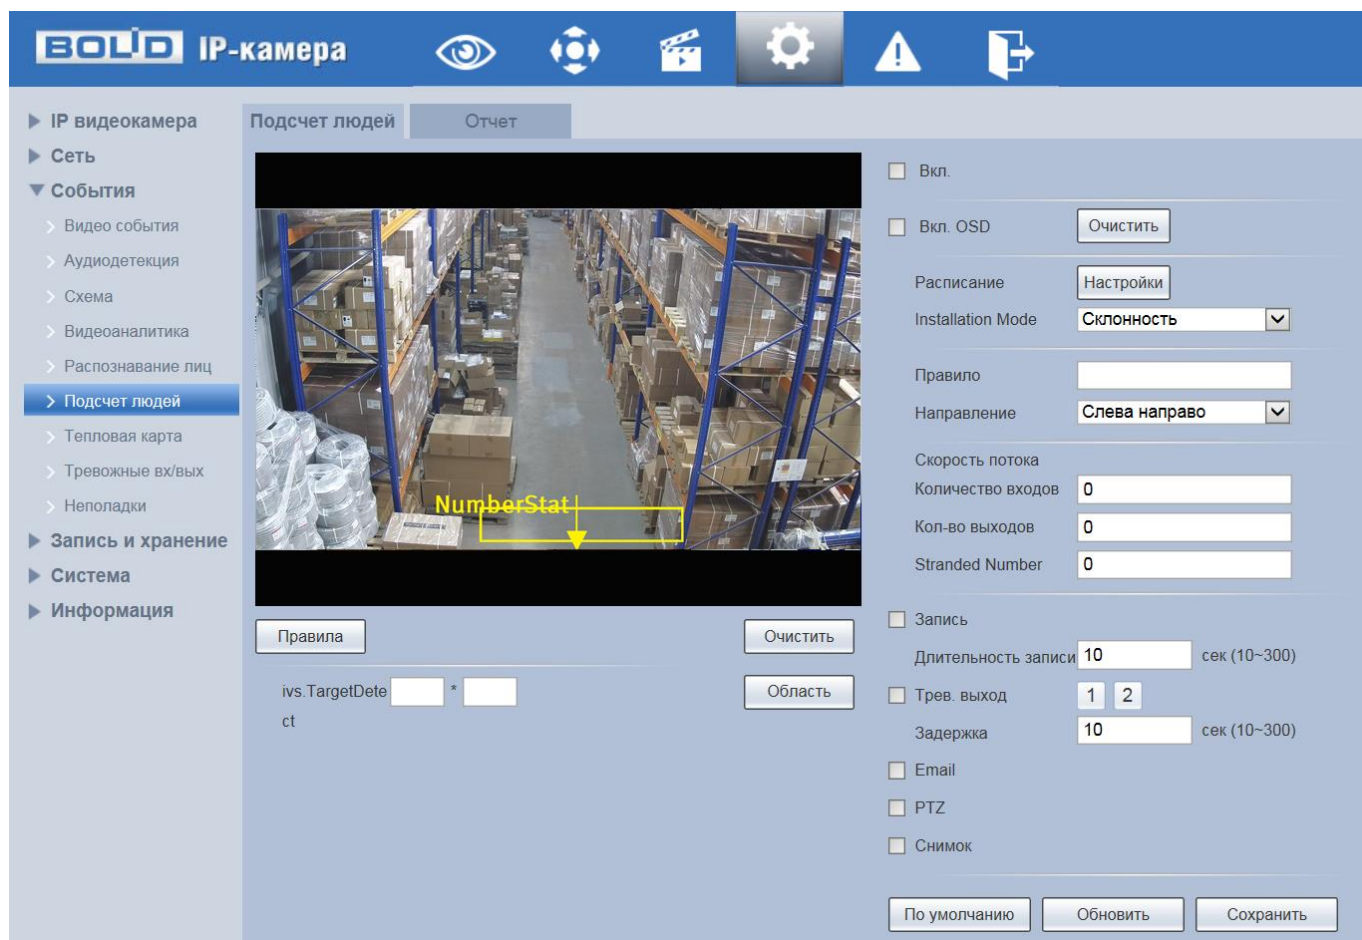 BOLID IP-камера
IP видеокамера
Сеть
События
Видео события
Аудиодетекция
Схема
Видеоаналитика
Распознавание лиц
Подсчет людей
Тепловая карта
Тревожные вх/вых
Неполадки
Запись и хранение
Система
Информация
Подсчет людей
Отчет
NumberStat
Правила
Очистить
ivs.TargetDete
ct
*
Область
Вкл.
Вкл. OSD
Очистить
Расписание
Настройки
Installation Mode
Склонность
Правило
Направление
Слева направо
Скорость потока
Количество входов
0
Кол-во выходов
0
Stranded Number
0
Запись
Длительность записи
10
сек (10~300)
Трев. выход
1
2
Задержка
10
сек (10~300)
Email
PTZ
Снимок
По умолчанию
Обновить
Сохранить